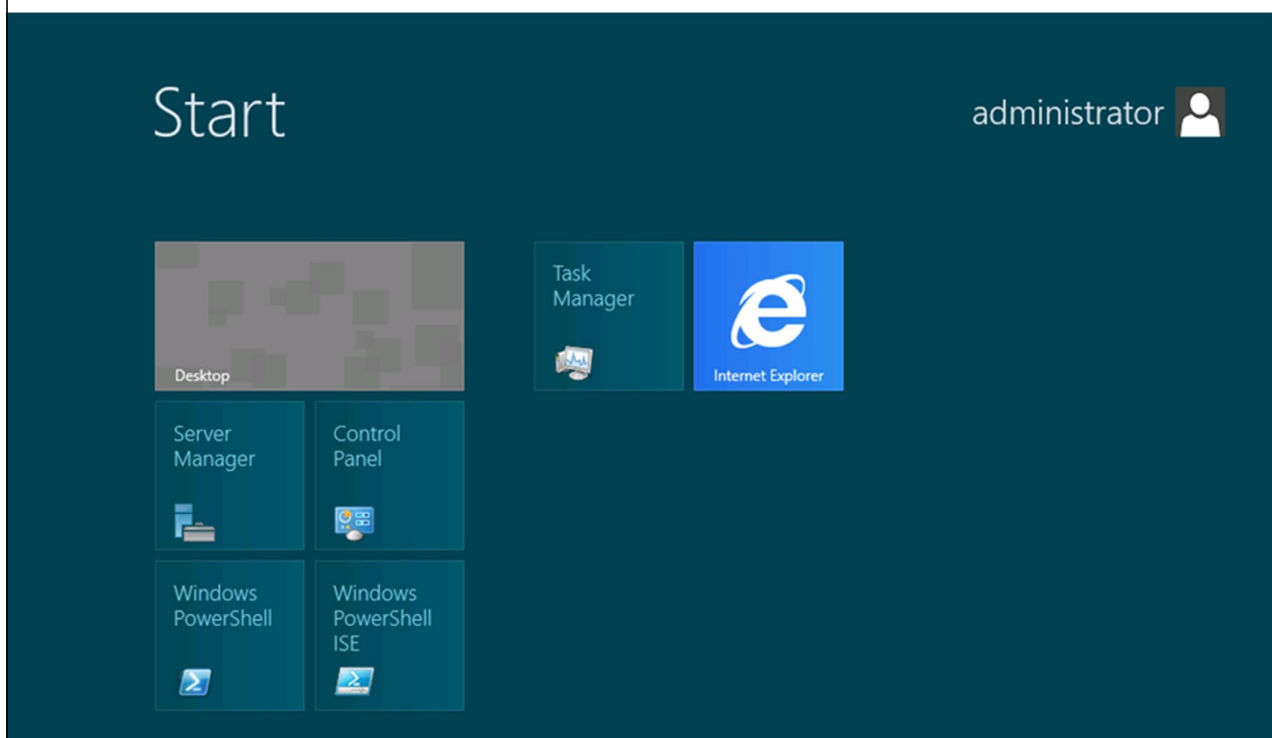 Start
administrator
Desktop
Task
Manager
Internet Explorer
Server
Manager
Control
Panel
Windows
PowerShell
Windows
PowerShell
ISE